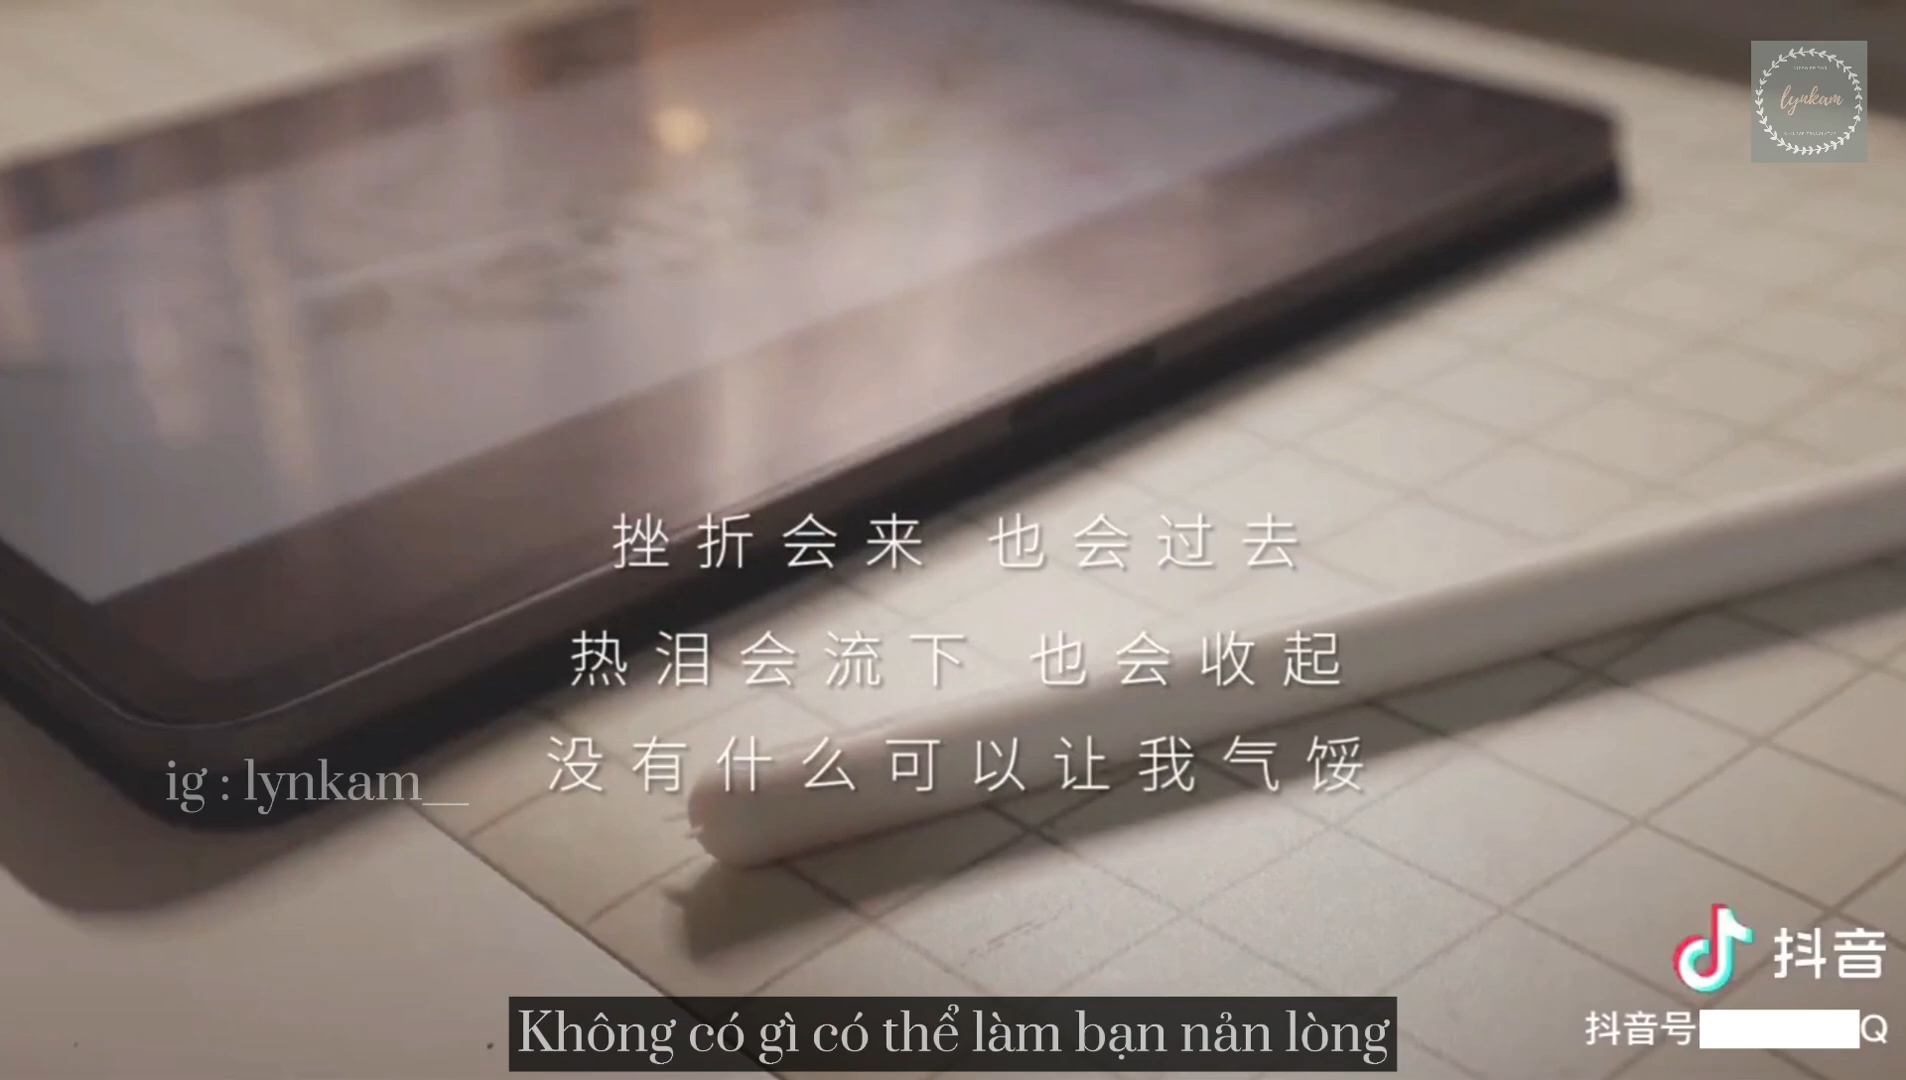 lynkam
挫折会来 也会过去
热泪会流下 也会收起
没有什么可以让我气馁
ig : lynkam__
抖音
抖音号 Q
Không có gì có thể làm bạn nản lòng